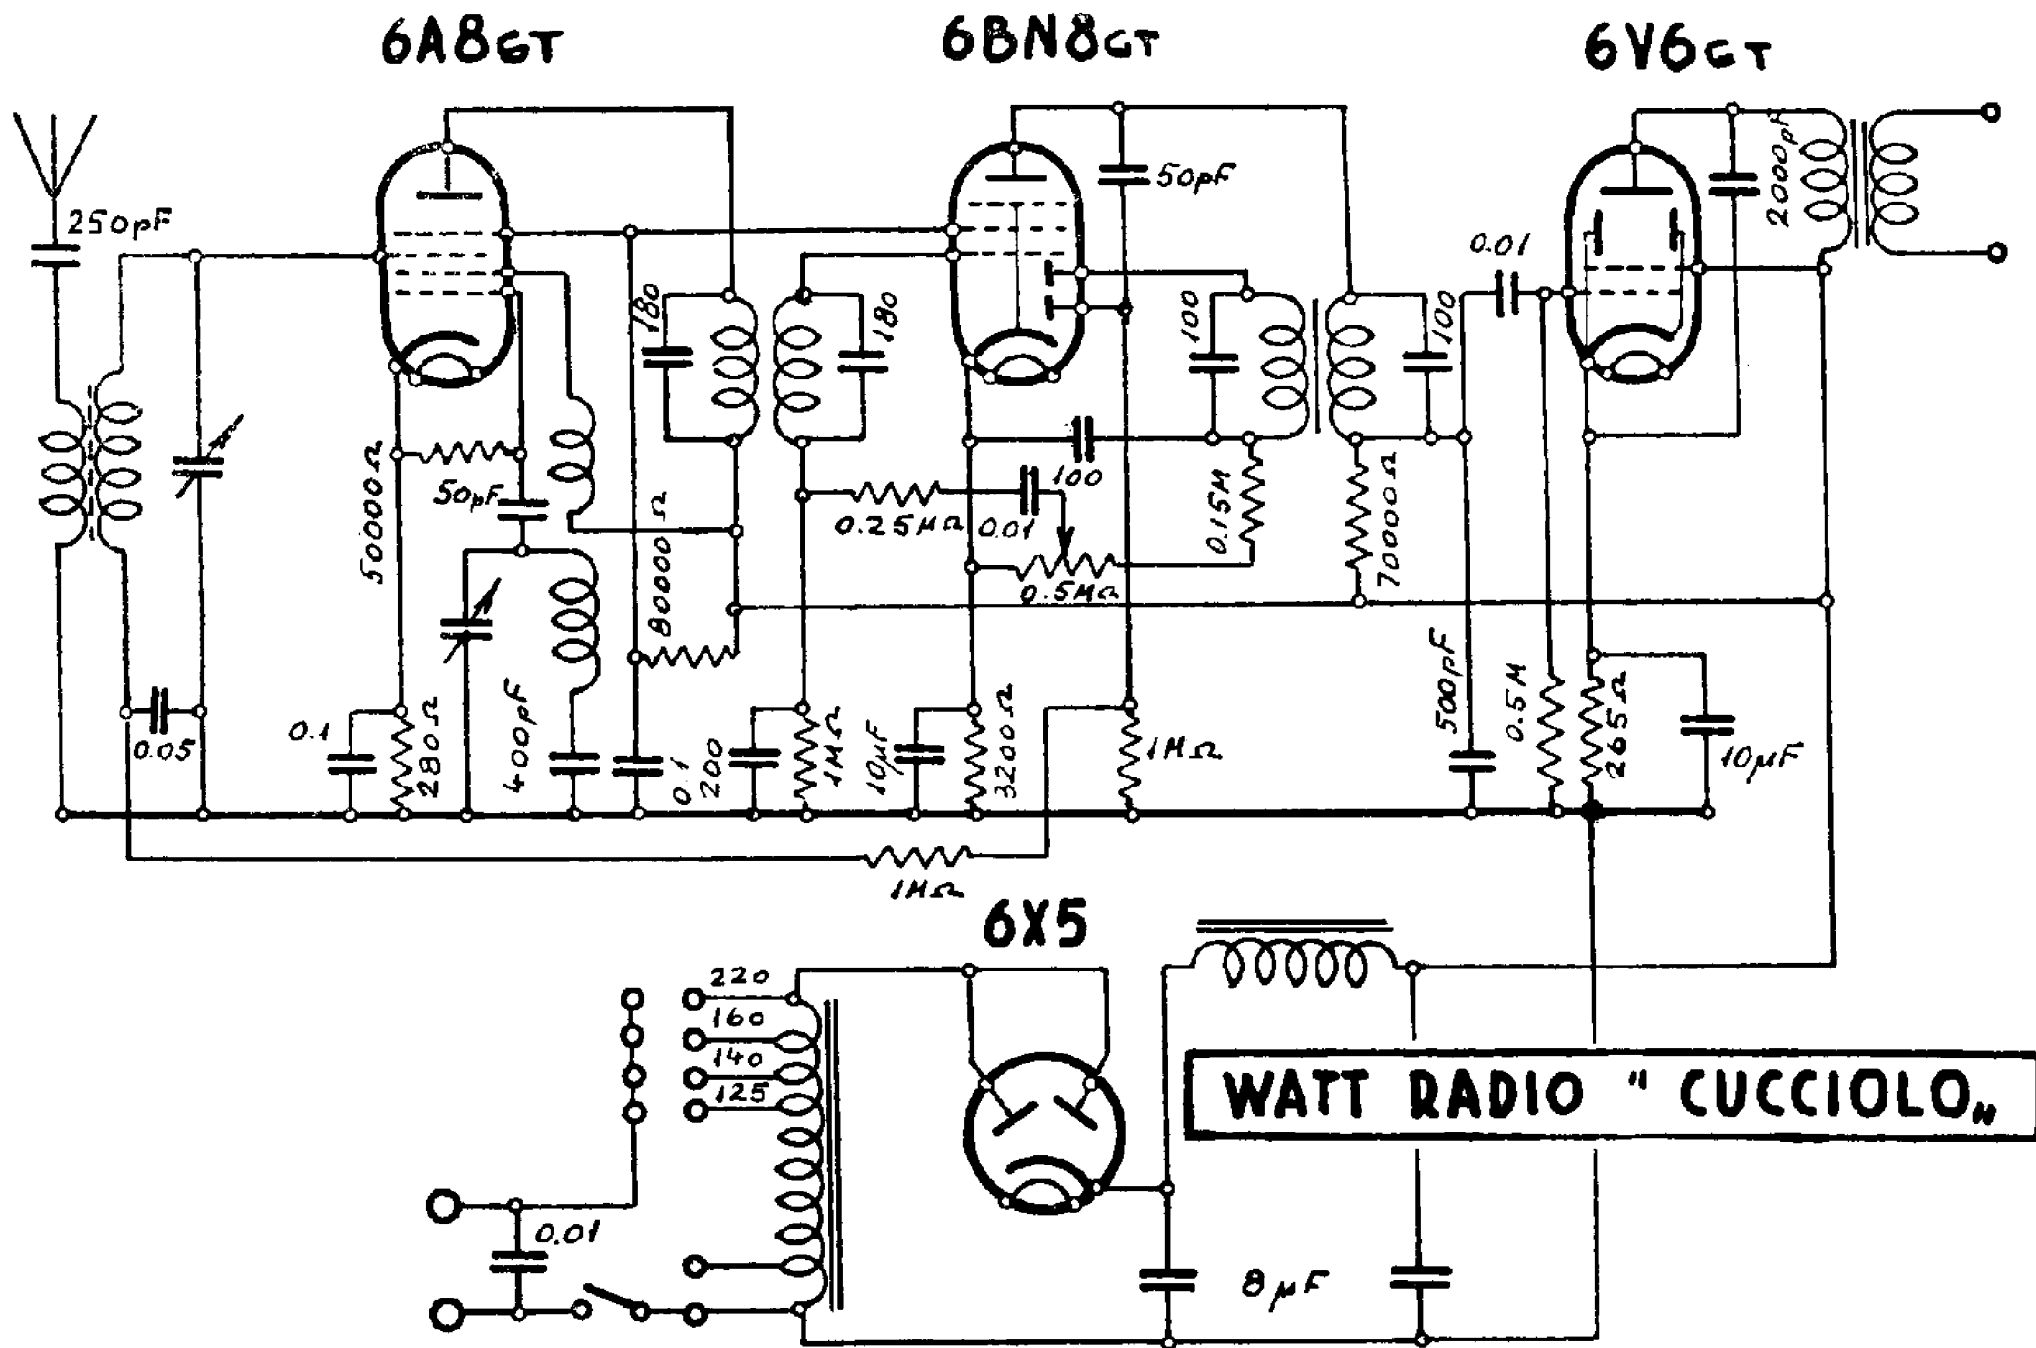 6A8GT
6BN8GT
6V6GT
250pF
50pF
2000pF
0.01
180
180
100
100
50000Ω
50pF
80000Ω
0.25MΩ
0.01
100
0.15M
70000Ω
0.5MΩ
0.05
0.1
280Ω
400pF
0.1
200
1MΩ
10µF
3200Ω
1MΩ
500pF
0.5M
265Ω
10µF
1MΩ
6X5
220
160
140
125
WATT RADIO "CUCCIOLO„
0.01
8µF